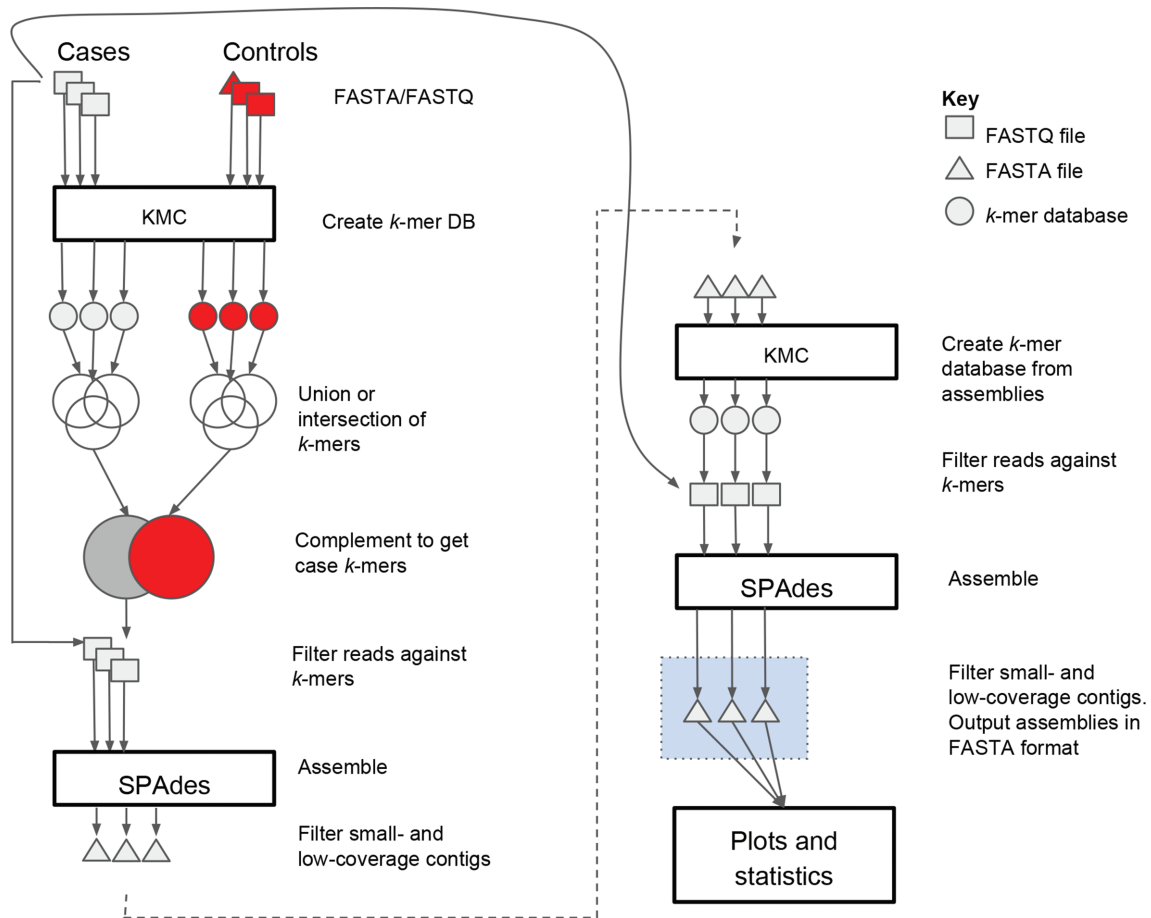 Cases
Controls
FASTA/FASTQ
KMC
Create k-mer DB
Union or
intersection of
k-mers
Complement to get
case k-mers
Filter reads against
k-mers
SPAdes
Assemble
Filter small- and
low-coverage contigs
KMC
Create k-mer
database from
assemblies
Filter reads against
k-mers
SPAdes
Assemble
Filter small- and
low-coverage contigs.
Output assemblies in
FASTA format
Plots and
statistics
Key
FASTQ file
FASTA file
k-mer database